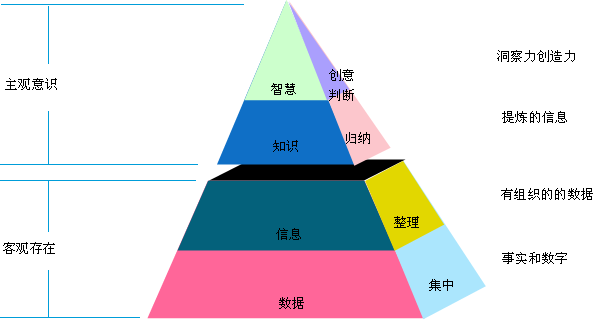 洞察力创造力
创意
主观意识
智慧
判断
提炼的信息
归纳
知识
有组织的的数据
整理
信息
客观存在
事实和数字
集中
数据